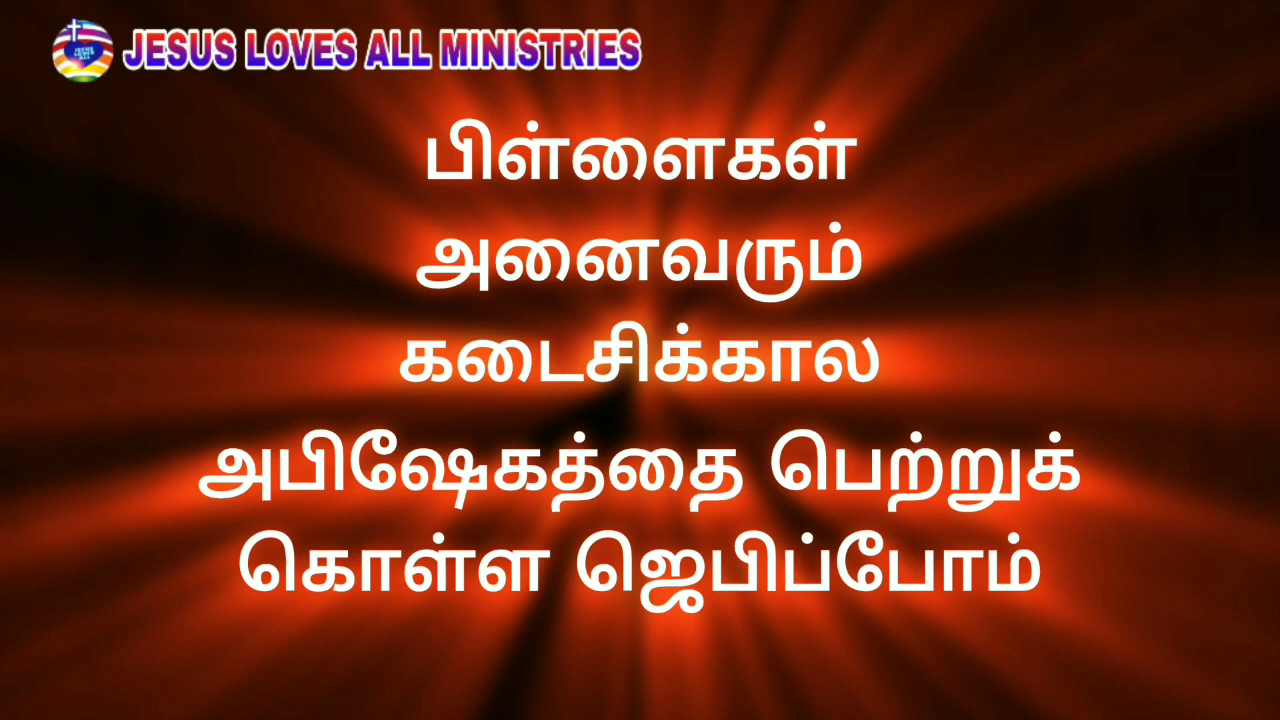 JESUS LOVES ALL MINISTRIES
பிள்ளைகள்
அனைவரும்
கடைசிக்கால
அபிஷேகத்தை பெற்றுக்
கொள்ள ஜெபிப்போம்